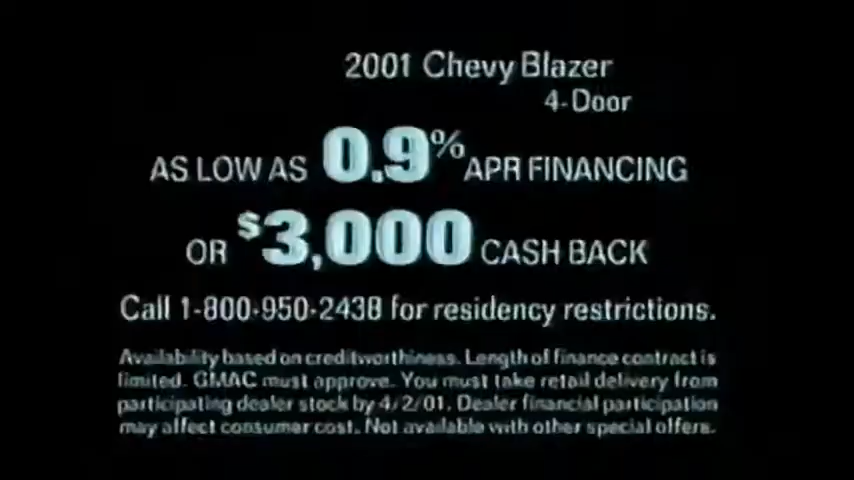 2001 Chevy Blazer
4-Door
AS LOW AS 0.9% APR FINANCING
OR $3,000 CASH BACK
Call 1-800-950-2438 for residency restrictions.
Availability based on creditworthiness. Length of finance contract is
limited. GMAC must approve. You must take retail delivery from
participating dealer stock by 4/2/01. Dealer financial participation
may affect consumer cost. Not available with other special offers.